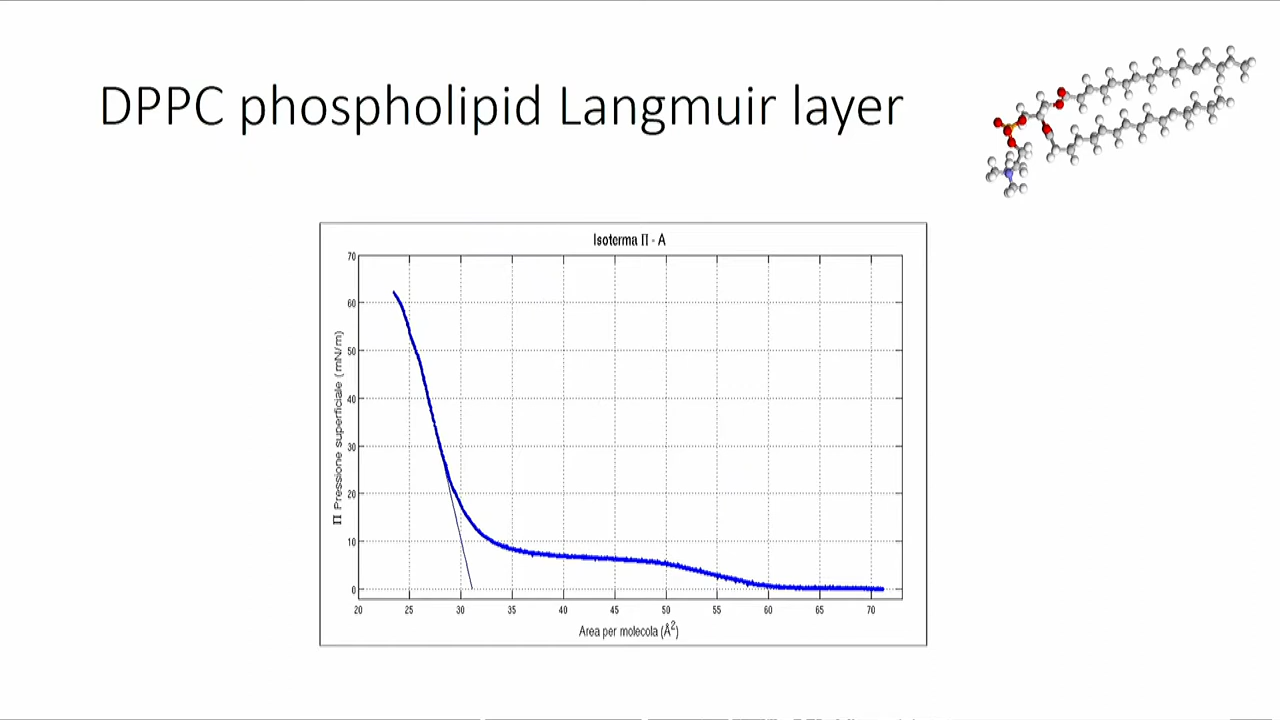 DPPC phospholipid Langmuir layer
Isoterma Π - A
Π Pressione superficiale (mN/m)
70
60
50
40
30
20
10
0
20 25 30 35 40 45 50 55 60 65 70
Area per molecola (Å²)